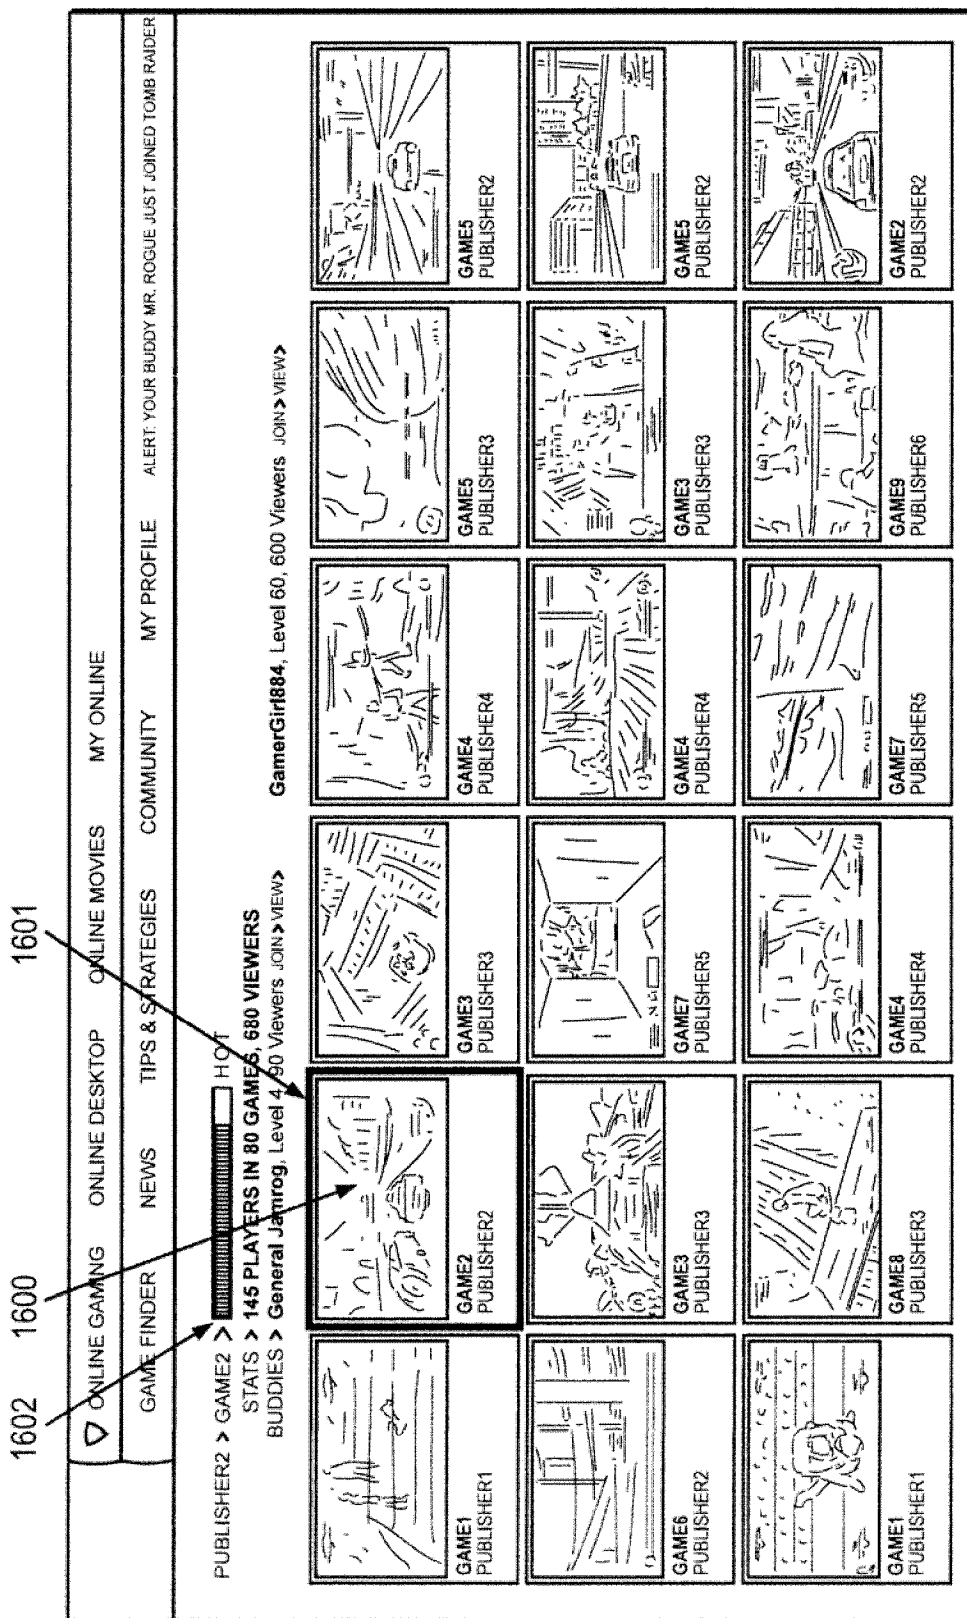 1602
1600
1601
ONLINE GAMING ONLINE DESKTOP ONLINE MOVIES MY ONLINE
GAME FINDER NEWS TIPS & STRATEGIES COMMUNITY MY PROFILE ALERT: YOUR BUDDY MR. ROGUE JUST JOINED TOMB RAIDER
PUBLISHER2 > GAME2 > HOT
STATS > 145 PLAYERS IN 80 GAMES, 680 VIEWERS
BUDDIES > General Jamrog, Level 4, 90 Viewers JOIN> VIEW> GamerGirl884, Level 60, 600 Viewers JOIN> VIEW>
GAME1 GAME2 GAME3 GAME4 GAME5 GAME5
PUBLISHER1 PUBLISHER2 PUBLISHER3 PUBLISHER4 PUBLISHER3 PUBLISHER2
GAME6 GAME3 GAME7 GAME4 GAME3 GAME5
PUBLISHER2 PUBLISHER3 PUBLISHER5 PUBLISHER4 PUBLISHER3 PUBLISHER2
GAME1 GAME8 GAME4 GAME7 GAME9 GAME2
PUBLISHER1 PUBLISHER3 PUBLISHER4 PUBLISHER5 PUBLISHER6 PUBLISHER2